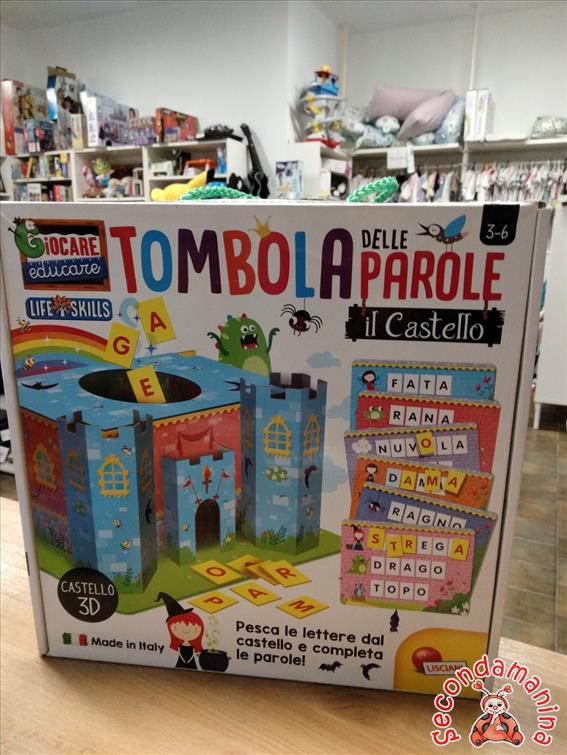 GIOCARE
educare
TOMBOLA
DELLE
PAROLE
il Castello
3-6
LIFE SKILLS
G
A
E
FATA
RANA
NUVOLA
DAMA
RAGNO
STREGA
DRAGO
TOPO
O
A
R
P
A
M
CASTELLO
3D
Made in Italy
Pesca le lettere dal
castello e completa
le parole!
LISCIANI
Secondamanina